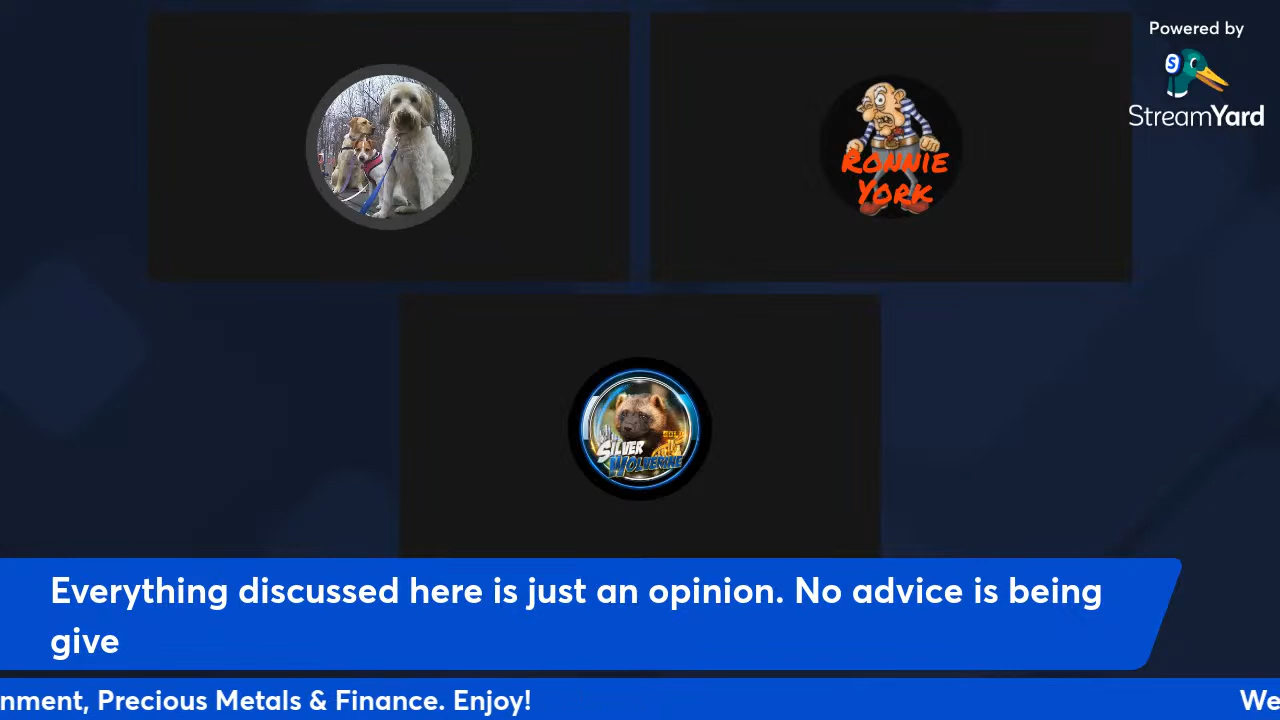 Powered by
S
StreamYard
RONNIE
YORK
GOLD
SILVER
WOLVERINE
Everything discussed here is just an opinion. No advice is being
give
nment, Precious Metals & Finance. Enjoy!
We